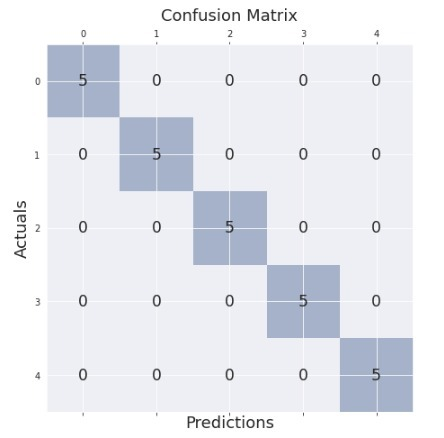 Confusion Matrix
0 1 2 3 4
0 5 0 0 0 0
1 0 5 0 0 0
2 0 0 5 0 0
3 0 0 0 5 0
4 0 0 0 0 5
Actuals
Predictions